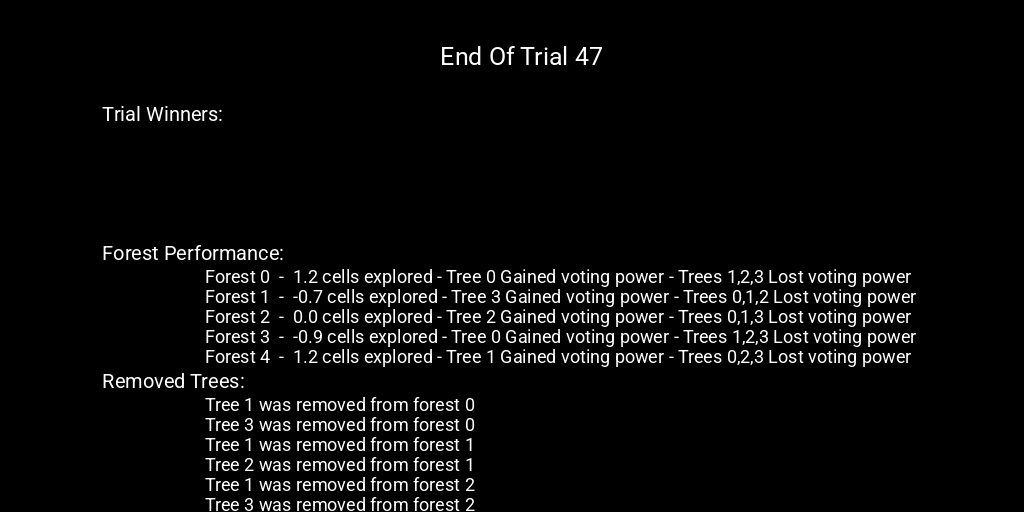 End Of Trial 47
Trial Winners:
Forest Performance:
Forest 0 - 1.2 cells explored - Tree 0 Gained voting power - Trees 1,2,3 Lost voting power
Forest 1 - -0.7 cells explored - Tree 3 Gained voting power - Trees 0,1,2 Lost voting power
Forest 2 - 0.0 cells explored - Tree 2 Gained voting power - Trees 0,1,3 Lost voting power
Forest 3 - -0.9 cells explored - Tree 0 Gained voting power - Trees 1,2,3 Lost voting power
Forest 4 - 1.2 cells explored - Tree 1 Gained voting power - Trees 0,2,3 Lost voting power
Removed Trees:
Tree 1 was removed from forest 0
Tree 3 was removed from forest 0
Tree 1 was removed from forest 1
Tree 2 was removed from forest 1
Tree 1 was removed from forest 2
Tree 3 was removed from forest 2